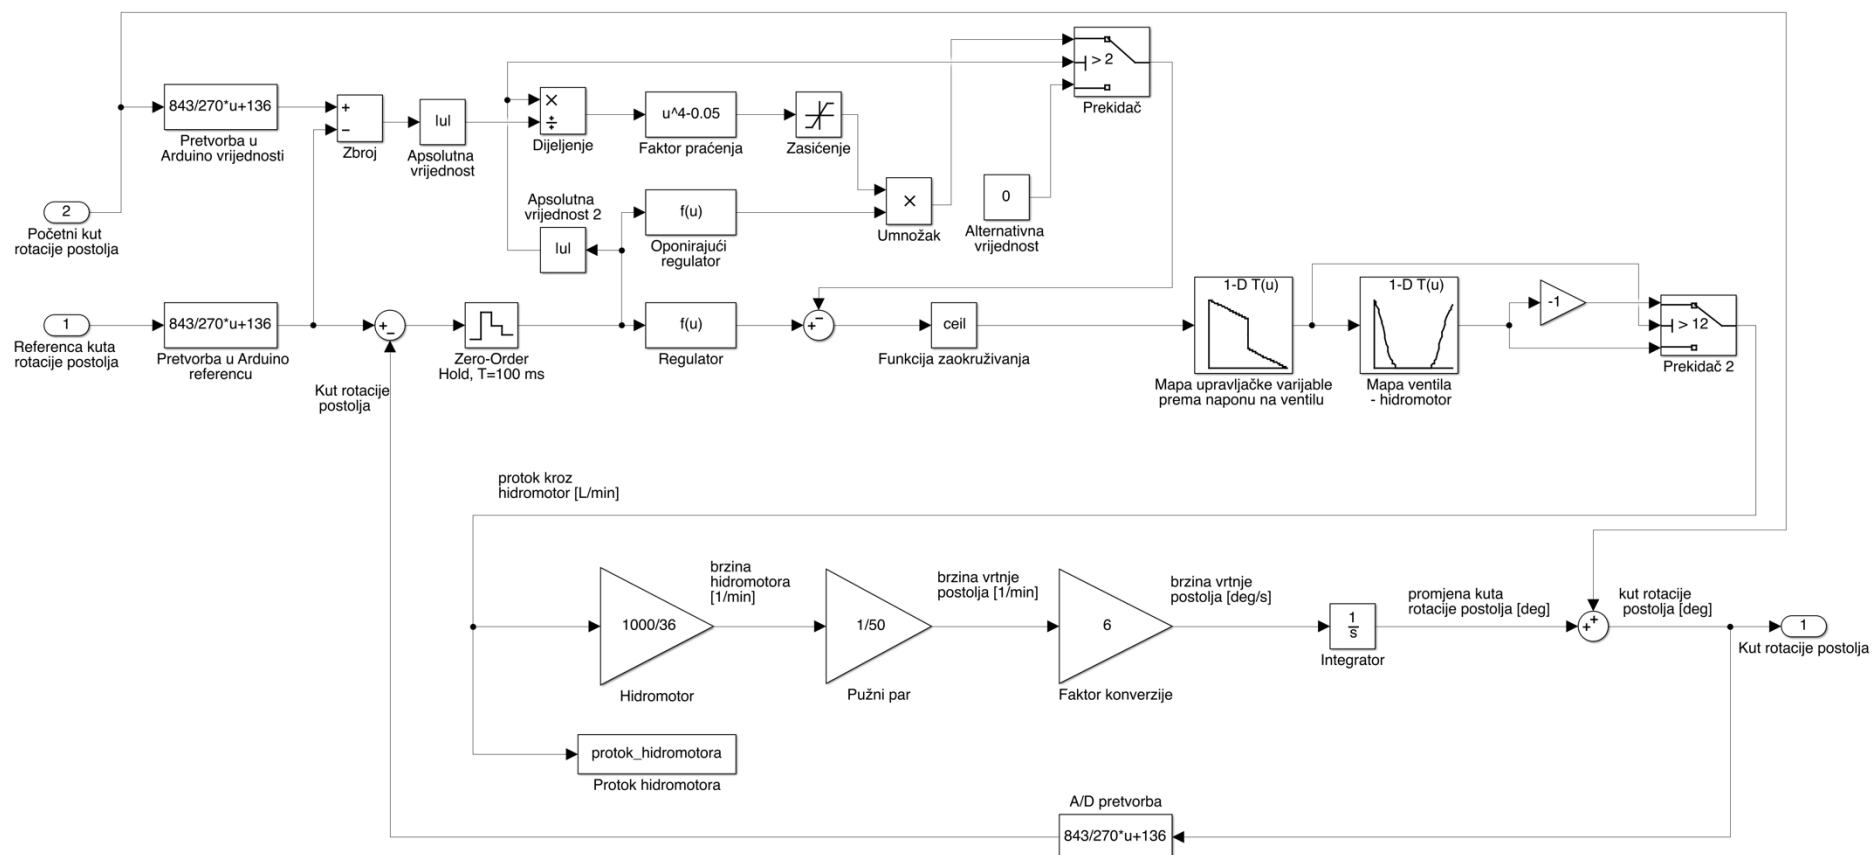 843/270*u+136
Pretvorba u
Arduino vrijednosti
+
−
Zbroj
|u|
Apsolutna
vrijednost
×
÷
Dijeljenje
u^4-0.05
Faktor praćenja
Zasićenje
> 2
Prekidač
2
Početni kut
rotacije postolja
Apsolutna
vrijednost 2
|u|
f(u)
Oponirajući
regulator
×
Umnožak
0
Alternativna
vrijednost
1
Referenca kuta
rotacije postolja
843/270*u+136
Pretvorba u Arduino
referencu
+
−
Kut rotacije
postolja
Zero-Order
Hold, T=100 ms
f(u)
Regulator
+
−
ceil
Funkcija zaokruživanja
1-D T(u)
Mapa upravljačke varijable
prema naponu na ventilu
1-D T(u)
Mapa ventila
- hidromotor
-1
> 12
Prekidač 2
protok kroz
hidromotor [L/min]
1000/36
Hidromotor
brzina
hidromotora
[1/min]
1/50
Pužni par
brzina vrtnje
postolja [1/min]
6
Faktor konverzije
brzina vrtnje
postolja [deg/s]
1
s
Integrator
promjena kuta
rotacije postolja [deg]
+
+
kut rotacije
postolja [deg]
1
Kut rotacije postolja
protok_hidromotora
Protok hidromotora
A/D pretvorba
843/270*u+136